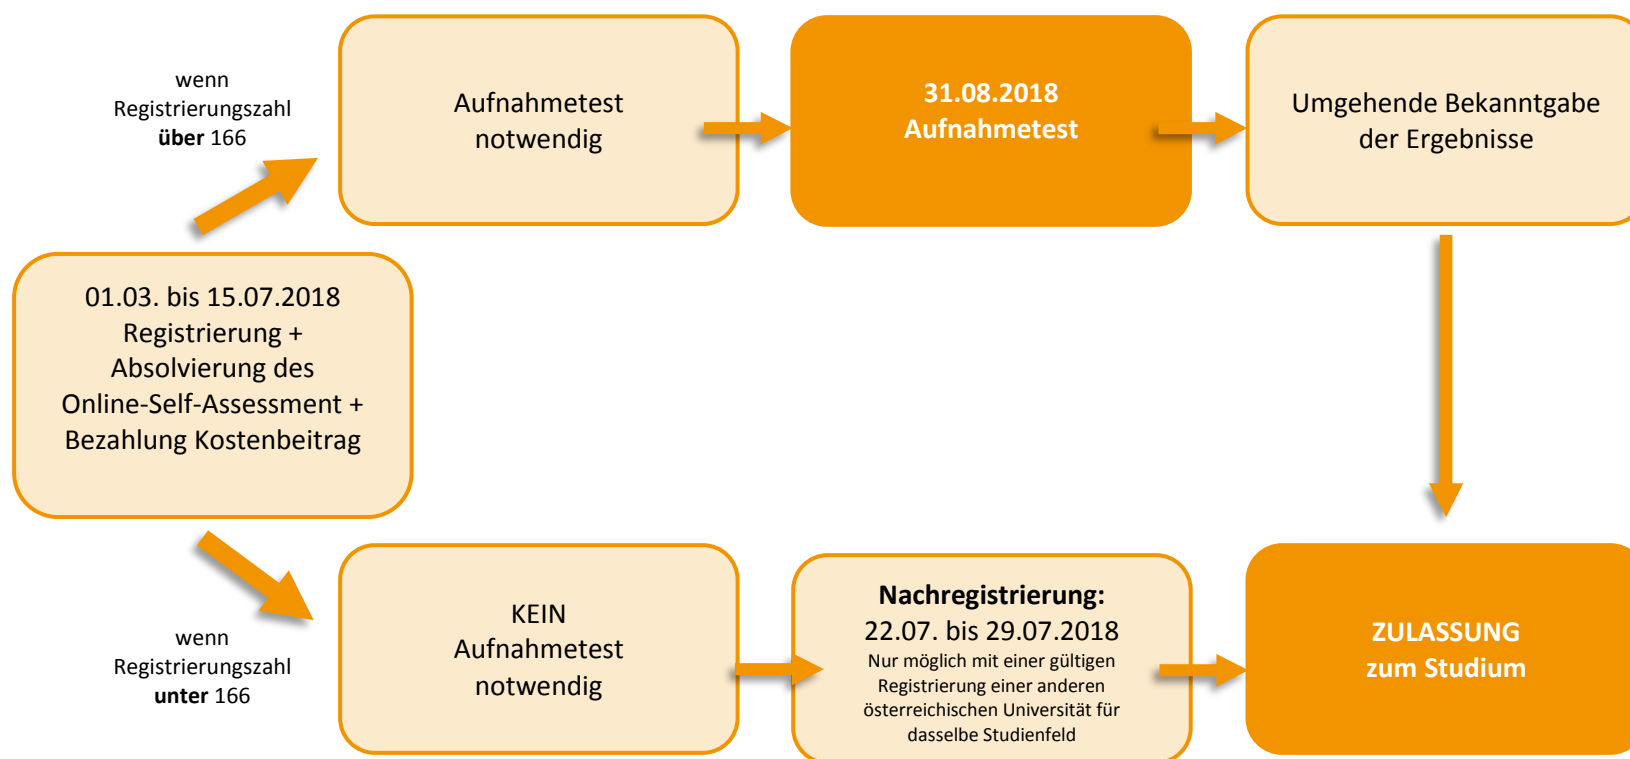 wenn
Registrierungszahl
über 166
Aufnahmetest
notwendig
31.08.2018
Aufnahmetest
Umgehende Bekanntgabe
der Ergebnisse
01.03. bis 15.07.2018
Registrierung +
Absolvierung des
Online-Self-Assessment +
Bezahlung Kostenbeitrag
wenn
Registrierungszahl
unter 166
KEIN
Aufnahmetest
notwendig
Nachregistrierung:
22.07. bis 29.07.2018
Nur möglich mit einer gültigen
Registrierung einer anderen
österreichischen Universität für
dasselbe Studienfeld
ZULASSUNG
zum Studium